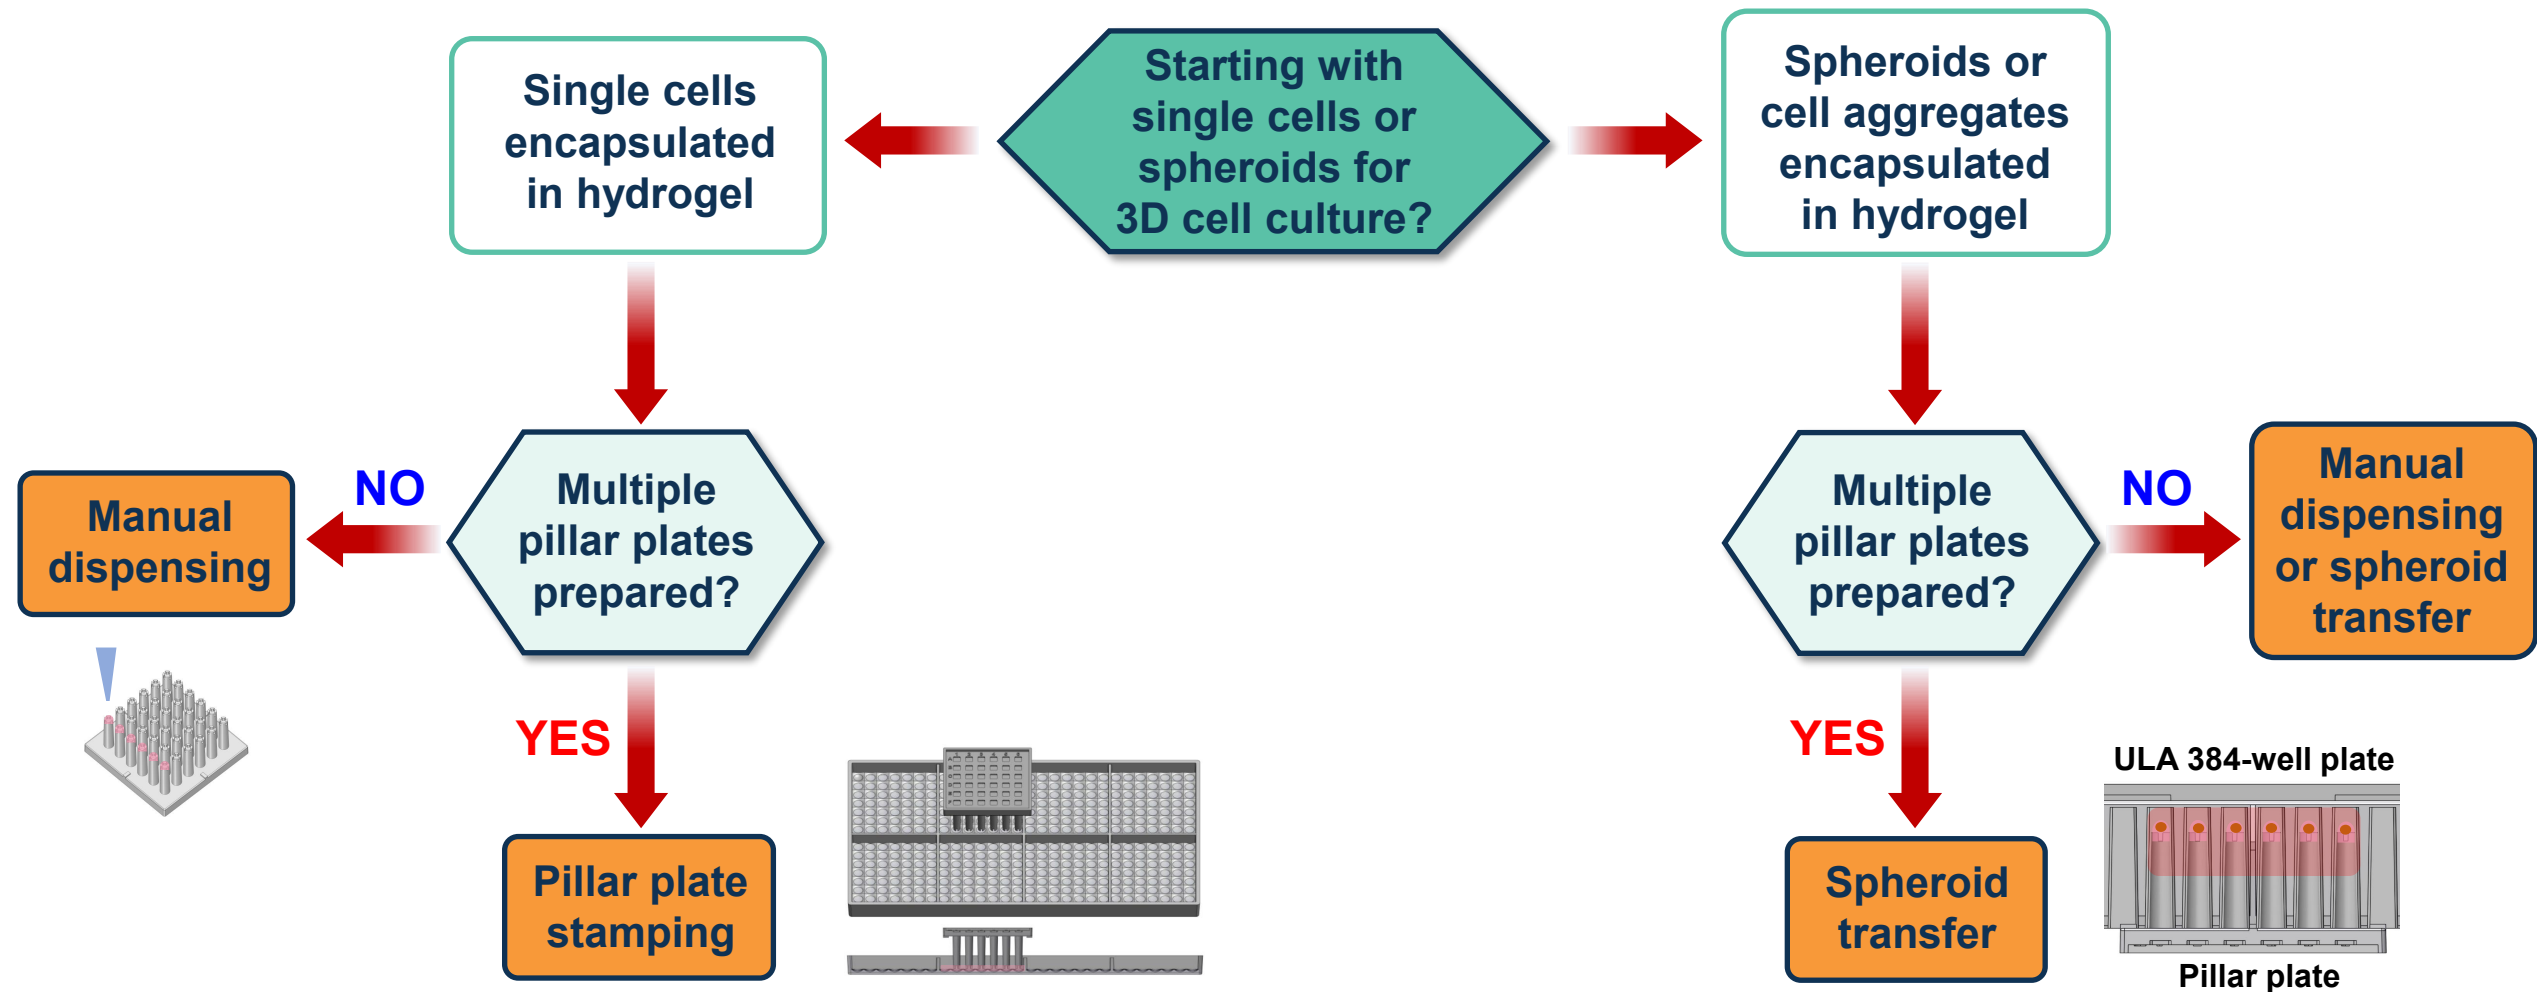 Starting with
single cells or
spheroids for
3D cell culture?
Single cells
encapsulated
in hydrogel
Spheroids or
cell aggregates
encapsulated
in hydrogel
Multiple
pillar plates
prepared?
NO
Manual
dispensing
YES
Pillar plate
stamping
Multiple
pillar plates
prepared?
NO
Manual
dispensing
or spheroid
transfer
YES
Spheroid
transfer
ULA 384-well plate
Pillar plate